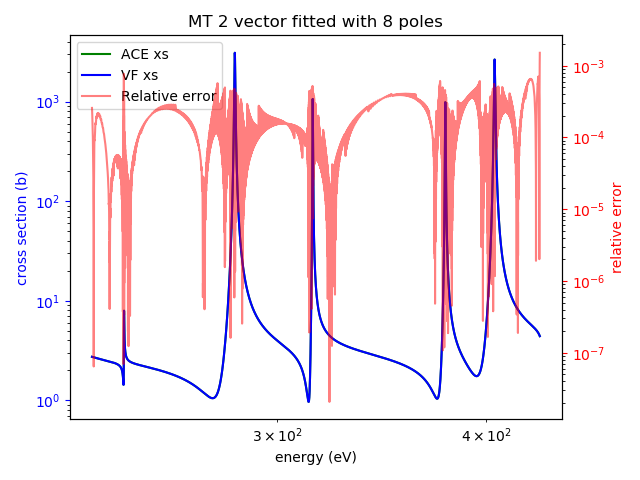 MT 2 vector fitted with 8 poles
ACE xs
VF xs
Relative error
cross section (b)
10³
10²
10¹
10⁰
10⁻³
10⁻⁴
10⁻⁵
10⁻⁶
10⁻⁷
relative error
3 × 10²
4 × 10²
energy (eV)